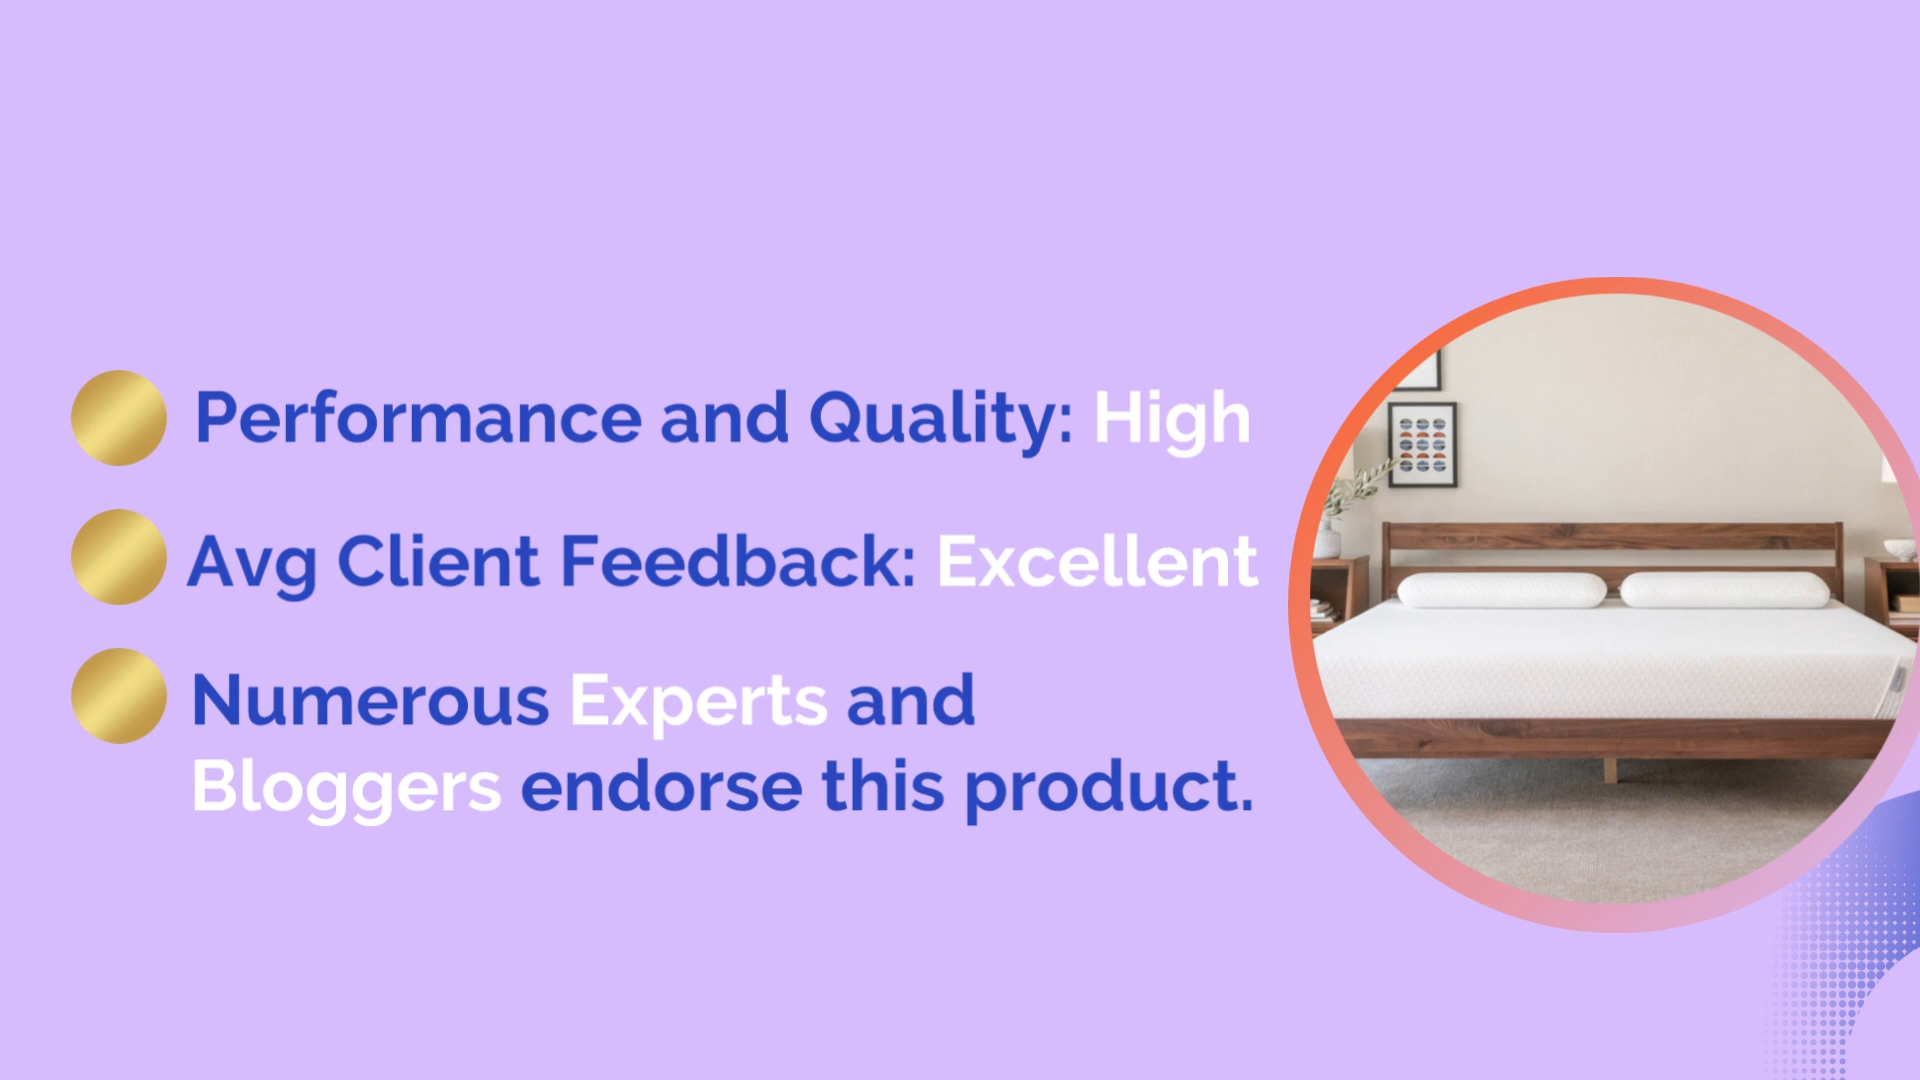 Performance and Quality: High
Avg Client Feedback: Excellent
Numerous Experts and
Bloggers endorse this product.